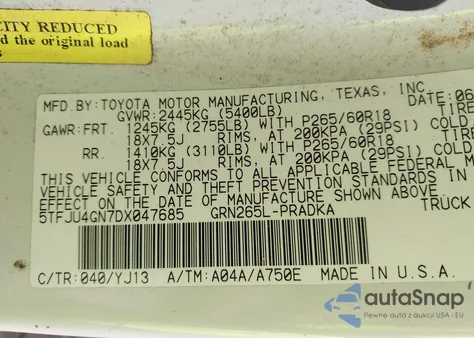 CITY REDUCED
d the original load
s
MFD.BY:TOYOTA MOTOR MANUFACTURING, TEXAS, INC.
GVWR:2445KG (5400LB) DATE:06
GAWR:FRT. 1245KG (2755LB) WITH P265/60R18 TIRE
18X7.5J RIMS, AT 200KPA (29PSI) COLD
RR. 1410KG (3110LB) WITH P265/60R18 TIRE
18X7.5J RIMS, AT 200KPA (29PSI) COLD
THIS VEHICLE CONFORMS TO ALL APPLICABLE FEDERAL MO
VEHICLE SAFETY AND THEFT PREVENTION STANDARDS IN
EFFECT ON THE DATE OF MANUFACTURE SHOWN ABOVE.
5TFJU4GN7DX047685 GRN265L-PRADKA TRUCK
C/TR:040/YJ13 A/TM:A04A/A750E MADE IN U.S.A.
autoSnap
Pewne auto z aukcji USA - EU